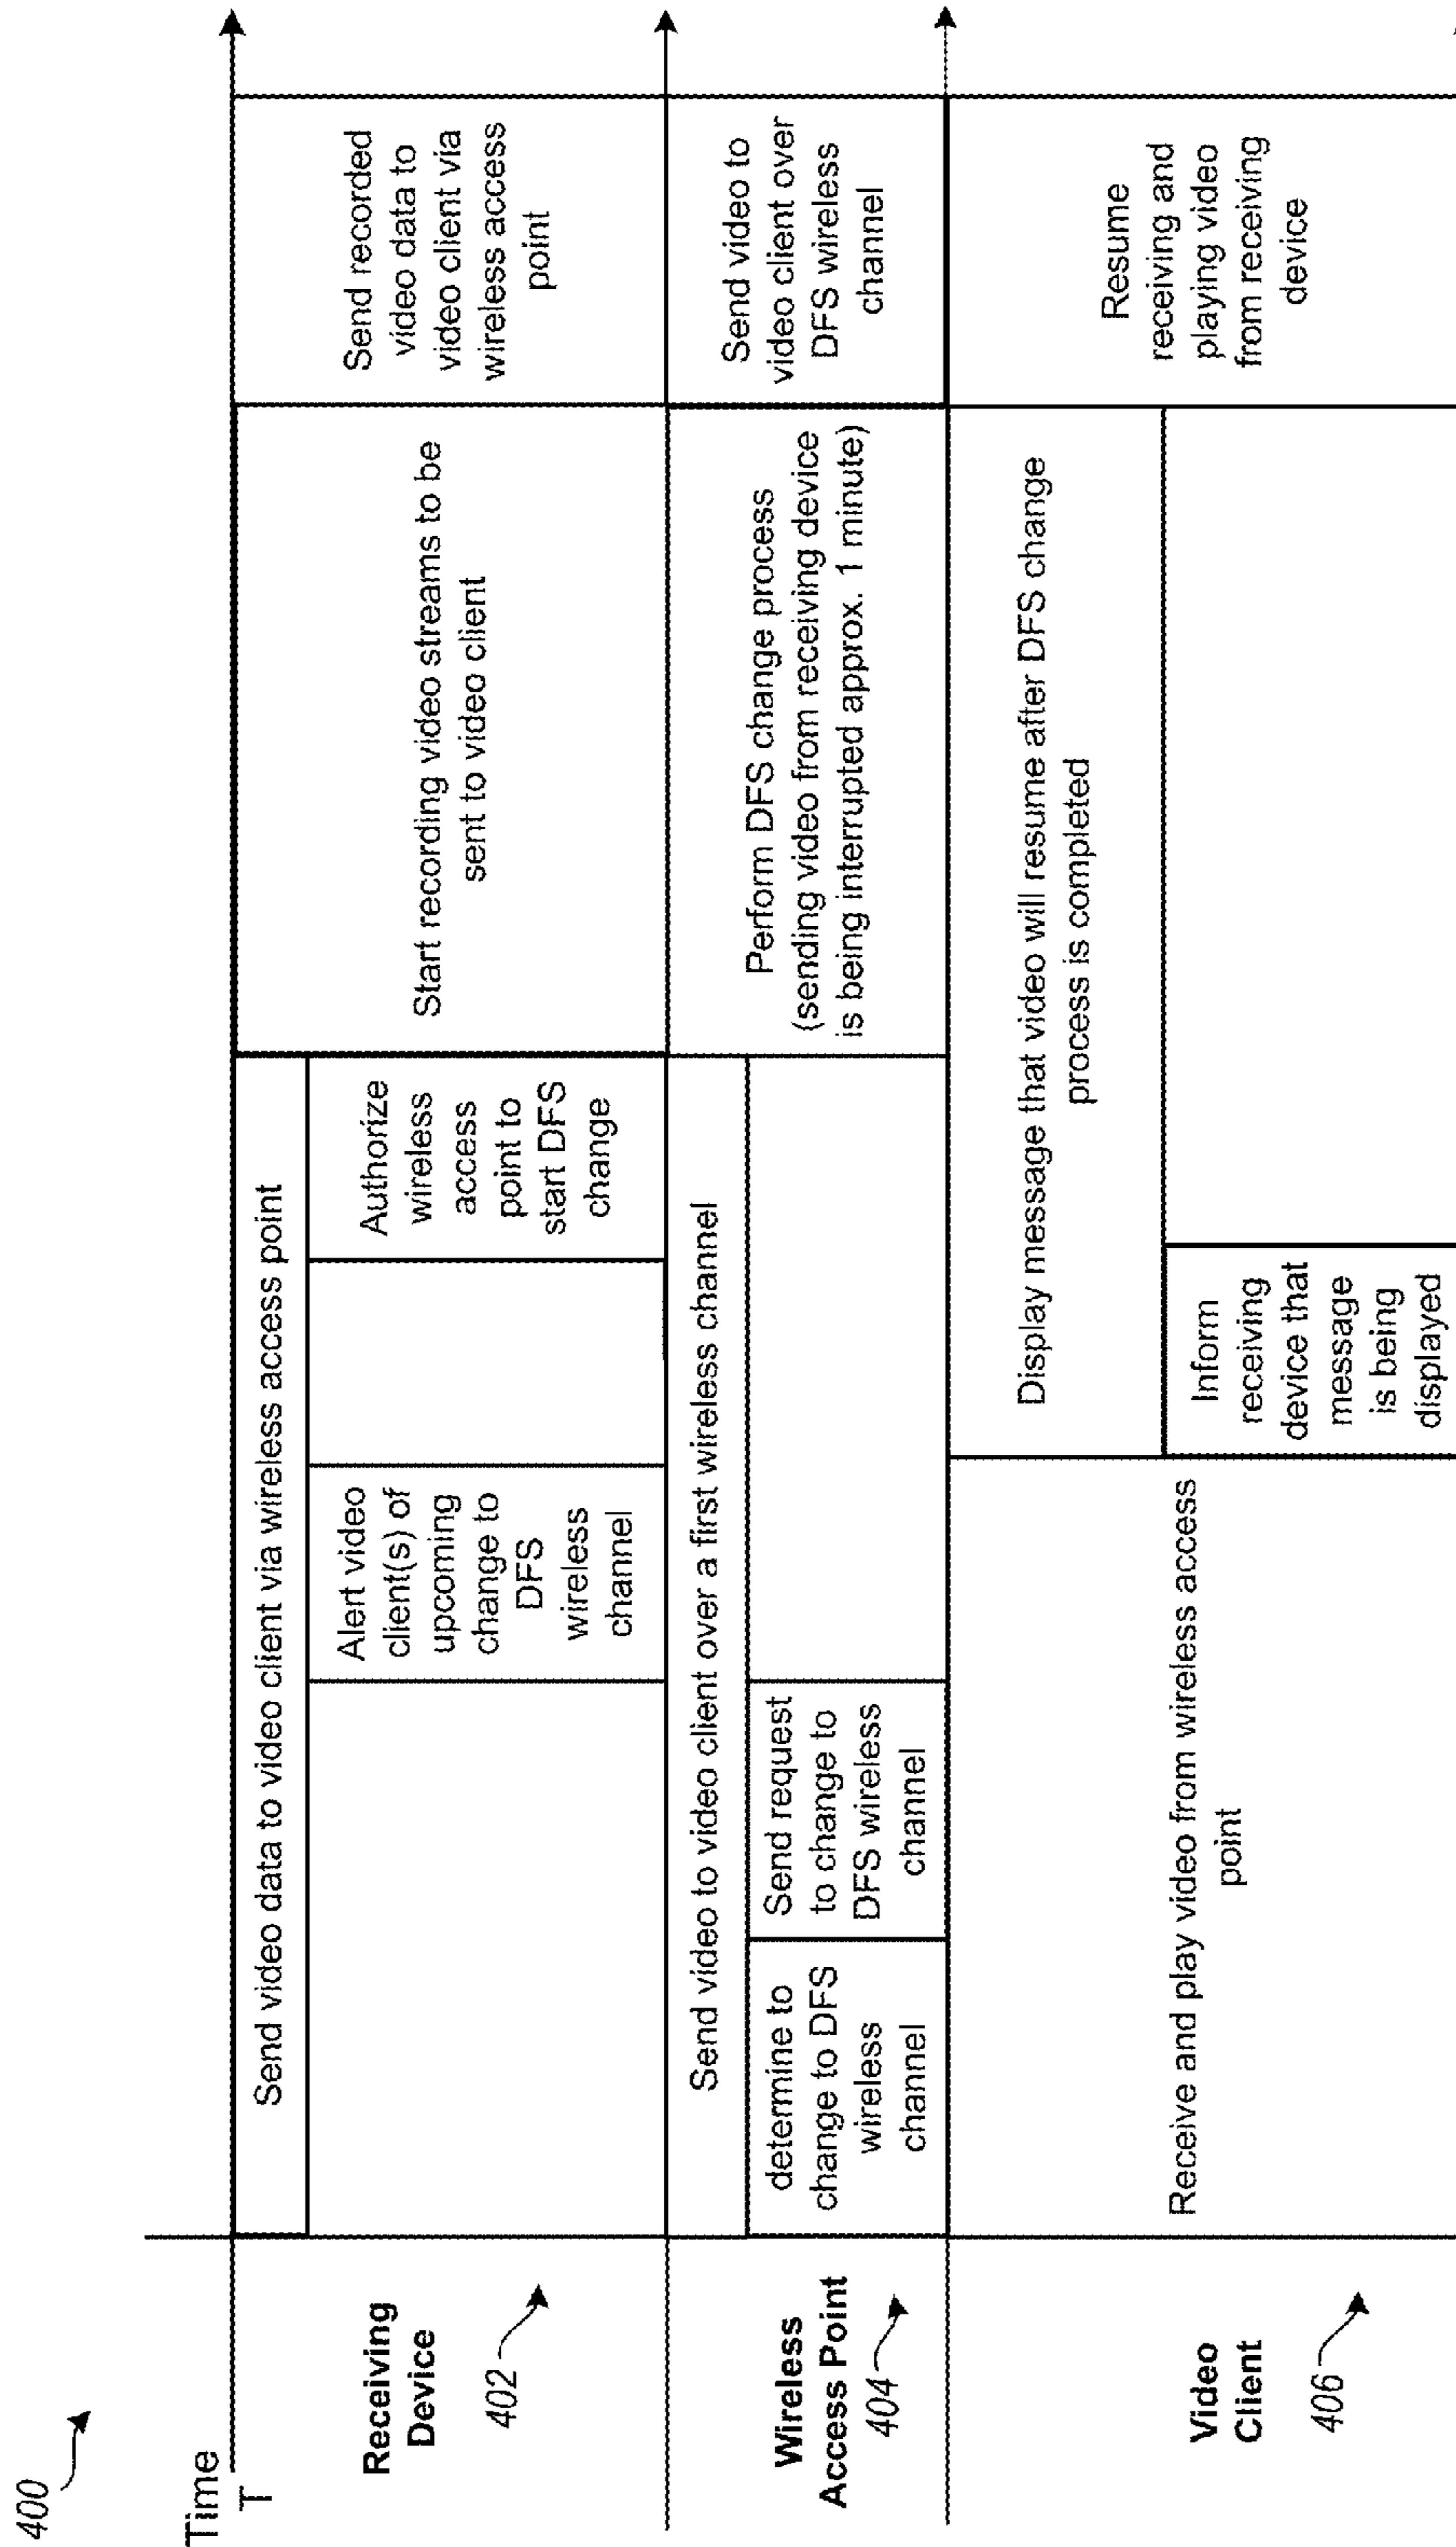 400
Time
T
Receiving
Device
402
Send video data to video client via wireless access point
Alert video
client(s) of
upcoming
change to
DFS
wireless
channel
Authorize
wireless
access
point to
start DFS
change
Start recording video streams to be
sent to video client
Send recorded
video data to
video client via
wireless access
point
Wireless
Access Point
404
Send video to video client over a first wireless channel
determine to
change to DFS
wireless
channel
Send request
to change to
DFS wireless
channel
Perform DFS change process
(sending video from receiving device
is being interrupted approx. 1 minute)
Send video to
video client over
DFS wireless
channel
Video
Client
406
Receive and play video from wireless access
point
Display message that video will resume after DFS change
process is completed
Inform
receiving
device that
message
is being
displayed
Resume
receiving and
playing video
from receiving
device